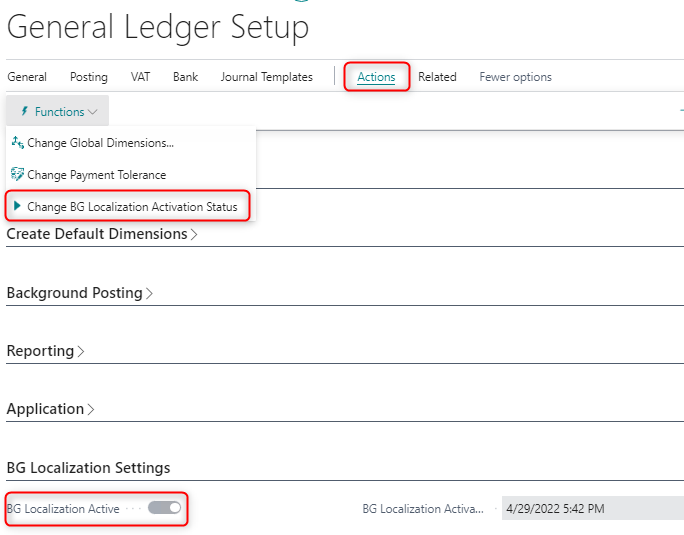 General Ledger Setup
General Posting VAT Bank Journal Templates Actions Related Fewer options
Functions
Change Global Dimensions...
Change Payment Tolerance
Change BG Localization Activation Status
Create Default Dimensions
Background Posting
Reporting
Application
BG Localization Settings
BG Localization Active BG Localization Activa... 4/29/2022 5:42 PM